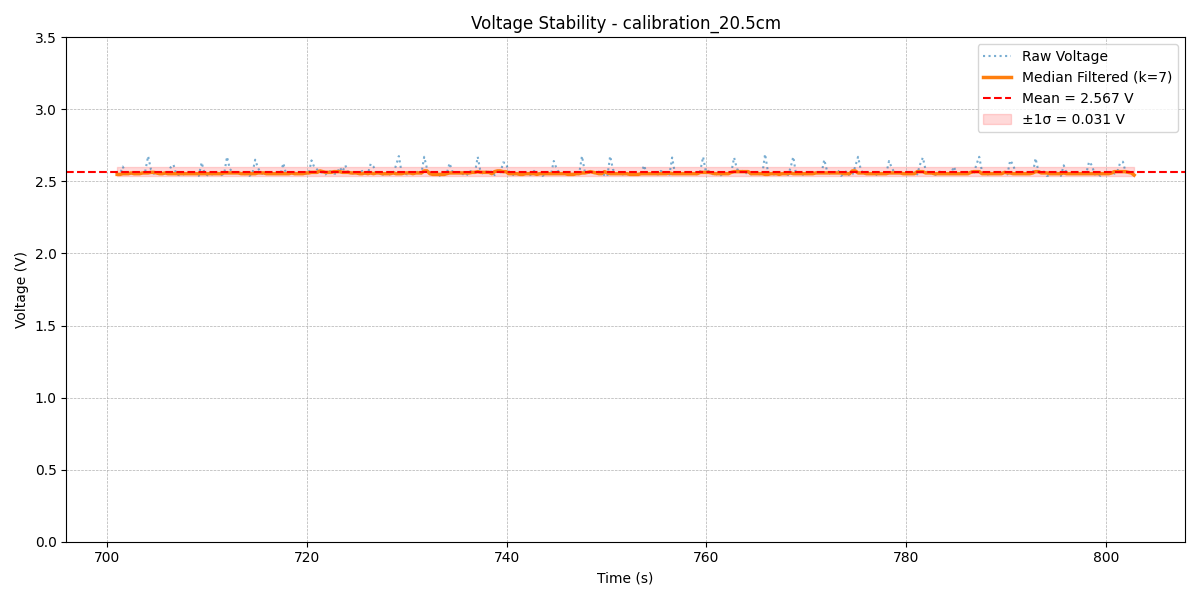 Voltage Stability - calibration_20.5cm
Raw Voltage
Median Filtered (k=7)
Mean = 2.567 V
±1σ = 0.031 V
Voltage (V)
3.5
3.0
2.5
2.0
1.5
1.0
0.5
0.0
700 720 740 760 780 800
Time (s)